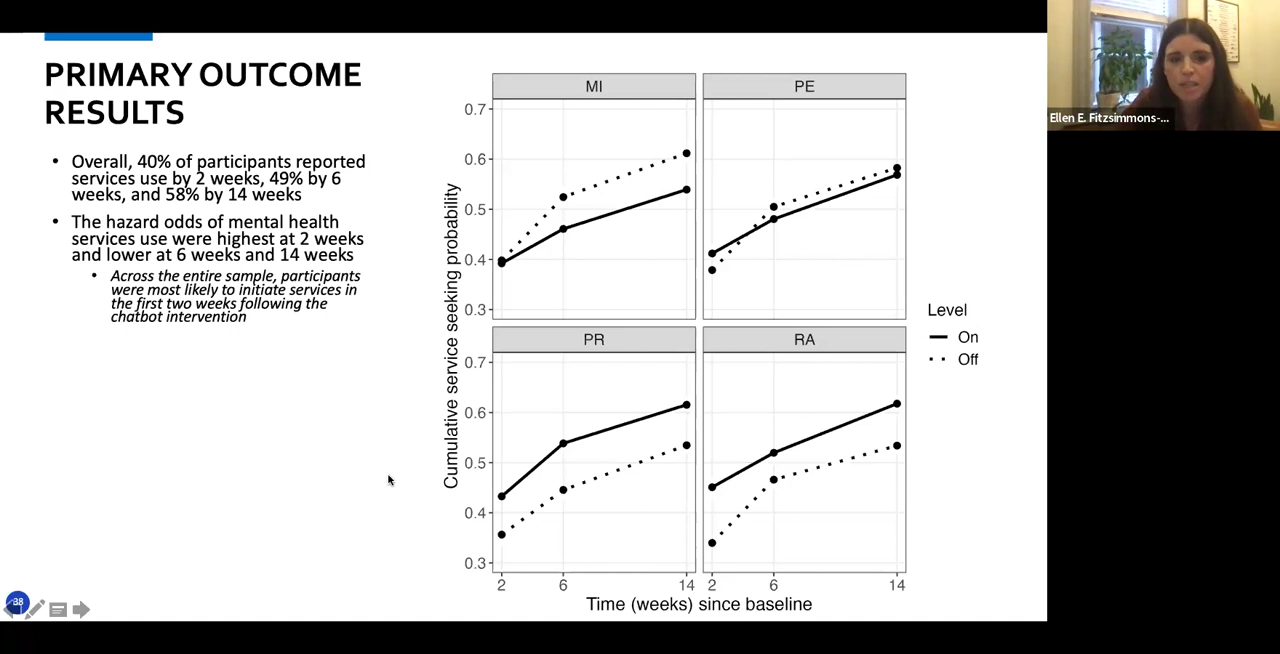 PRIMARY OUTCOME
RESULTS
• Overall, 40% of participants reported
services use by 2 weeks, 49% by 6
weeks, and 58% by 14 weeks
• The hazard odds of mental health
services use were highest at 2 weeks
and lower at 6 weeks and 14 weeks
• Across the entire sample, participants
were most likely to initiate services in
the first two weeks following the
chatbot intervention
38
Cumulative service seeking probability
MI
PE
0.7
0.6
0.5
0.4
0.3
PR
RA
0.7
0.6
0.5
0.4
0.3
2 6 14 2 6 14
Time (weeks) since baseline
Level
On
Off
Ellen E. Fitzsimmons-...